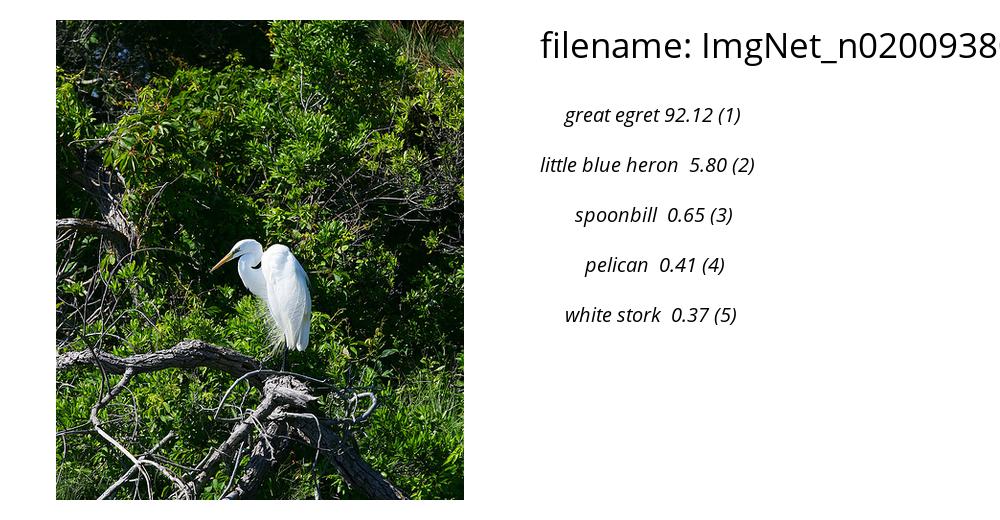 filename: ImgNet_n0200938
great egret 92.12 (1)
little blue heron 5.80 (2)
spoonbill 0.65 (3)
pelican 0.41 (4)
white stork 0.37 (5)